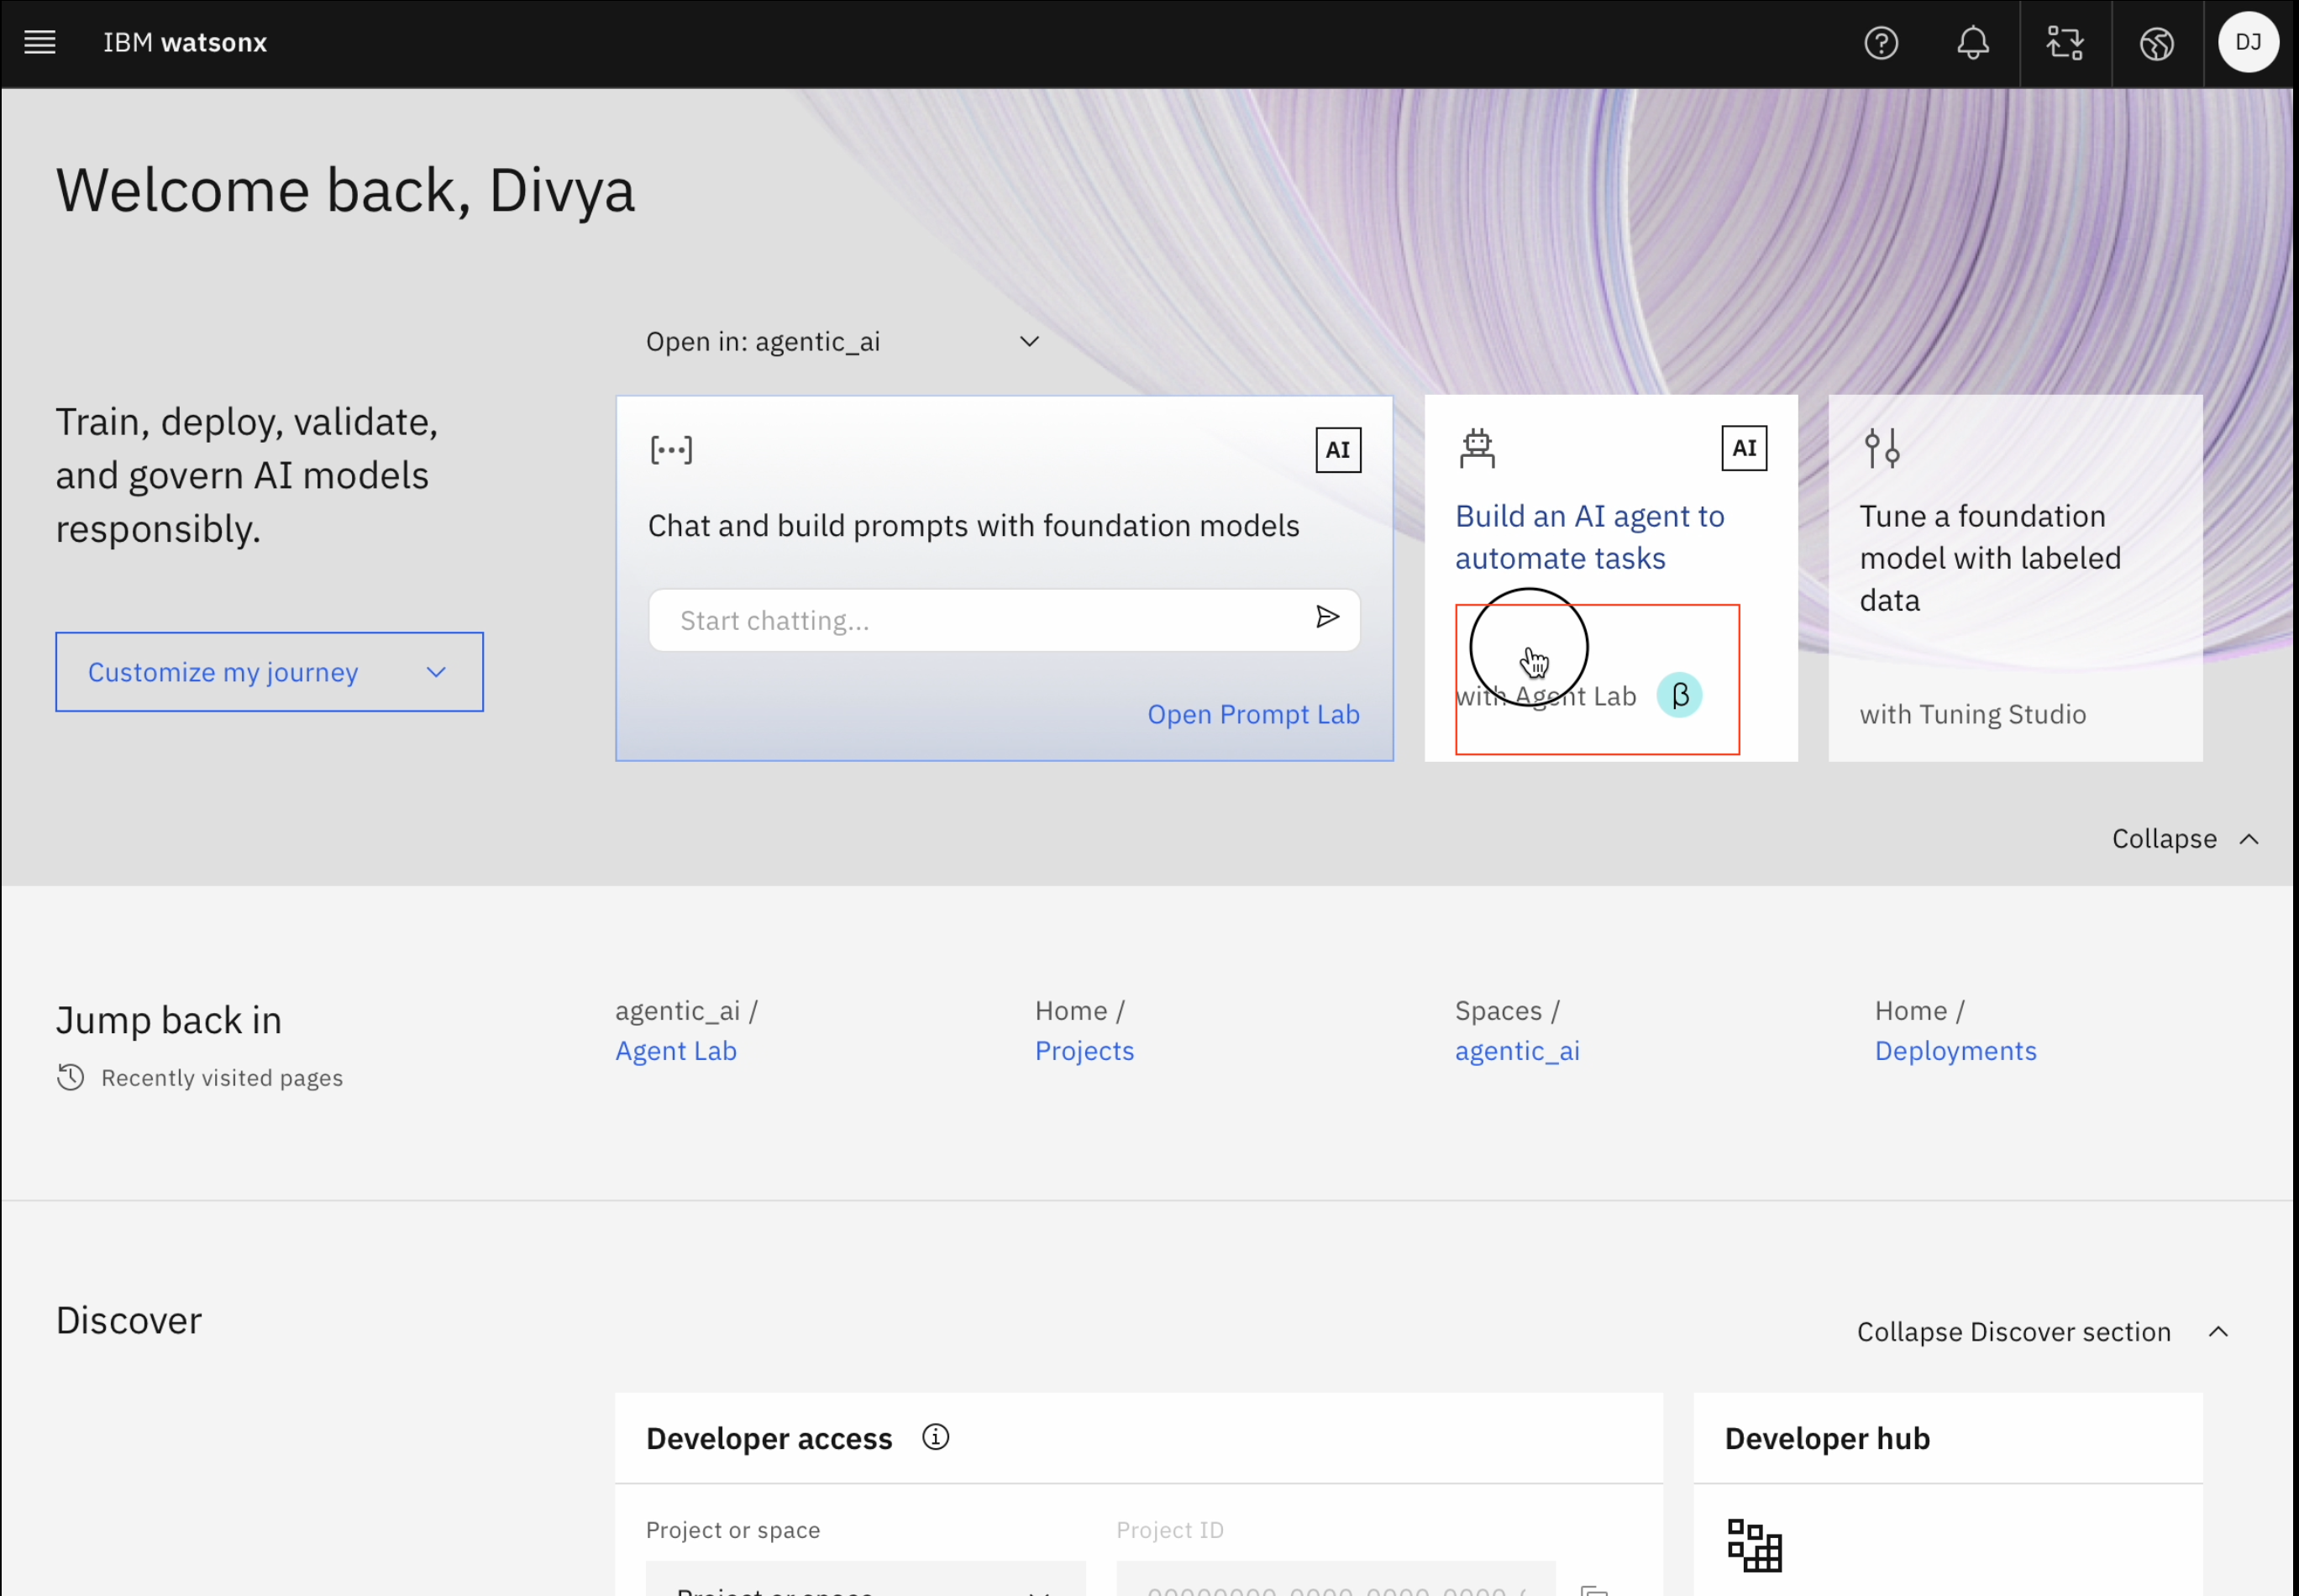 IBM watsonx
DJ
Welcome back, Divya
Open in: agentic_ai
Train, deploy, validate,
and govern AI models
responsibly.
Customize my journey
AI
Chat and build prompts with foundation models
Start chatting...
Open Prompt Lab
AI
Build an AI agent to
automate tasks
with Agent Lab β
Tune a foundation
model with labeled
data
with Tuning Studio
Collapse
Jump back in
Recently visited pages
agentic_ai /
Agent Lab
Home /
Projects
Spaces /
agentic_ai
Home /
Deployments
Discover
Collapse Discover section
Developer access
Developer hub
Project or space
Project ID
Project or space